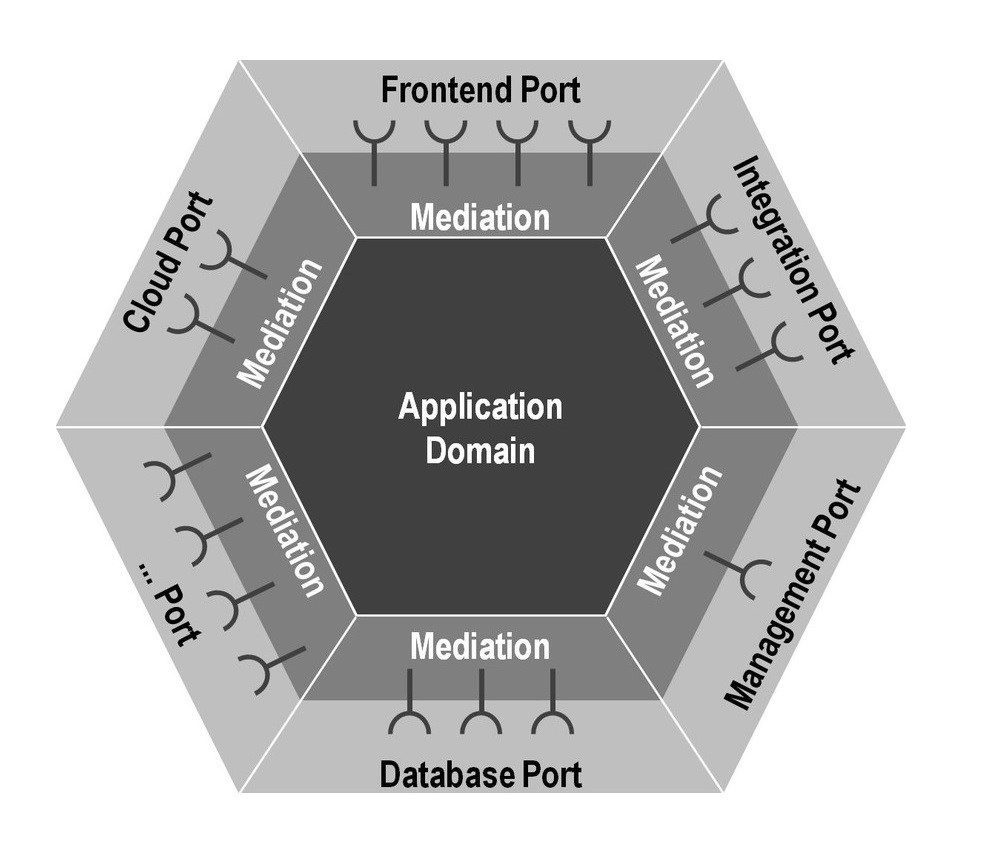 Frontend Port
Mediation
Cloud Port
Mediation
Integration Port
Mediation
Application
Domain
... Port
Mediation
Management Port
Mediation
Mediation
Database Port